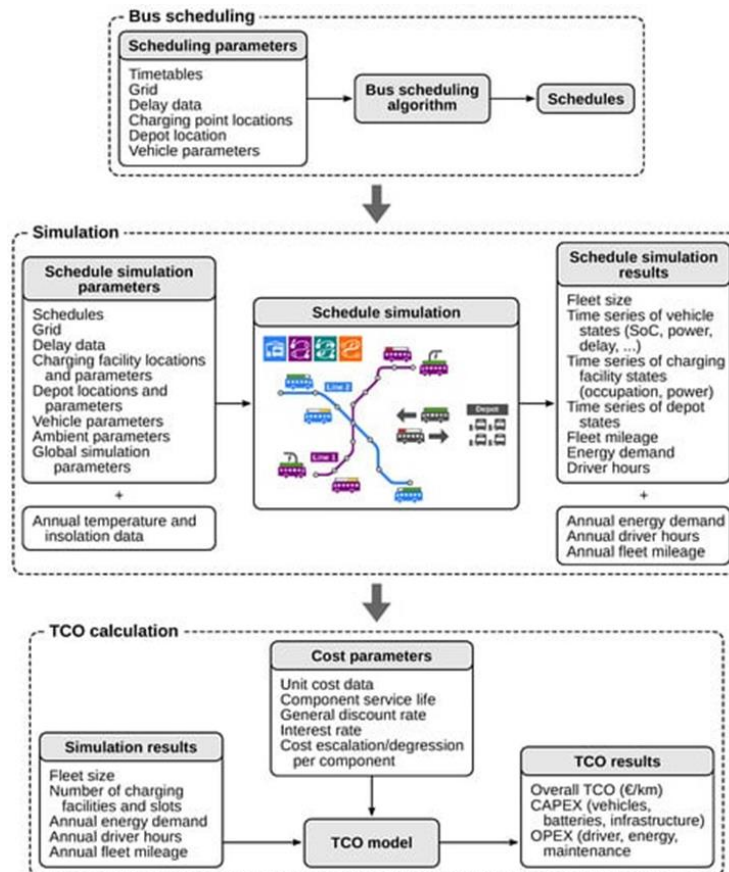 Bus scheduling
Scheduling parameters
Timetables
Grid
Delay data
Charging point locations
Depot location
Vehicle parameters
Bus scheduling
algorithm
Schedules
Simulation
Schedule simulation
parameters
Schedules
Grid
Delay data
Charging facility locations
and parameters
Depot locations and
parameters
Vehicle parameters
Ambient parameters
Global simulation
parameters
+
Annual temperature and
insolation data
Schedule simulation
Line 2
Line 1
Depot
Schedule simulation
results
Fleet size
Time series of vehicle
states (SoC, power,
delay, ...)
Time series of charging
facility states
(occupation, power)
Time series of depot
states
Fleet mileage
Energy demand
Driver hours
+
Annual energy demand
Annual driver hours
Annual fleet mileage
TCO calculation
Cost parameters
Unit cost data
Component service life
General discount rate
Interest rate
Cost escalation/degression
per component
Simulation results
Fleet size
Number of charging
facilities and slots
Annual energy demand
Annual driver hours
Annual fleet mileage
TCO model
TCO results
Overall TCO (€/km)
CAPEX (vehicles,
batteries, infrastructure)
OPEX (driver, energy,
maintenance